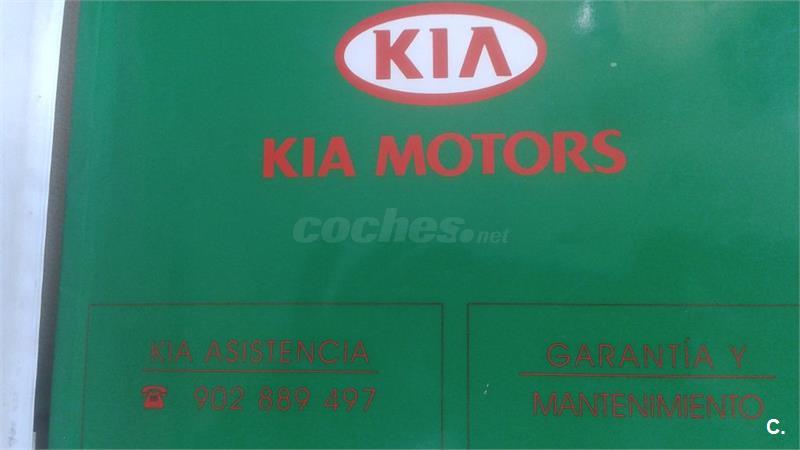 KIA
KIA MOTORS
coches.net
KIA ASISTENCIA
☎ 902 889 497
GARANTÍA Y
MANTENIMIENTO
C.